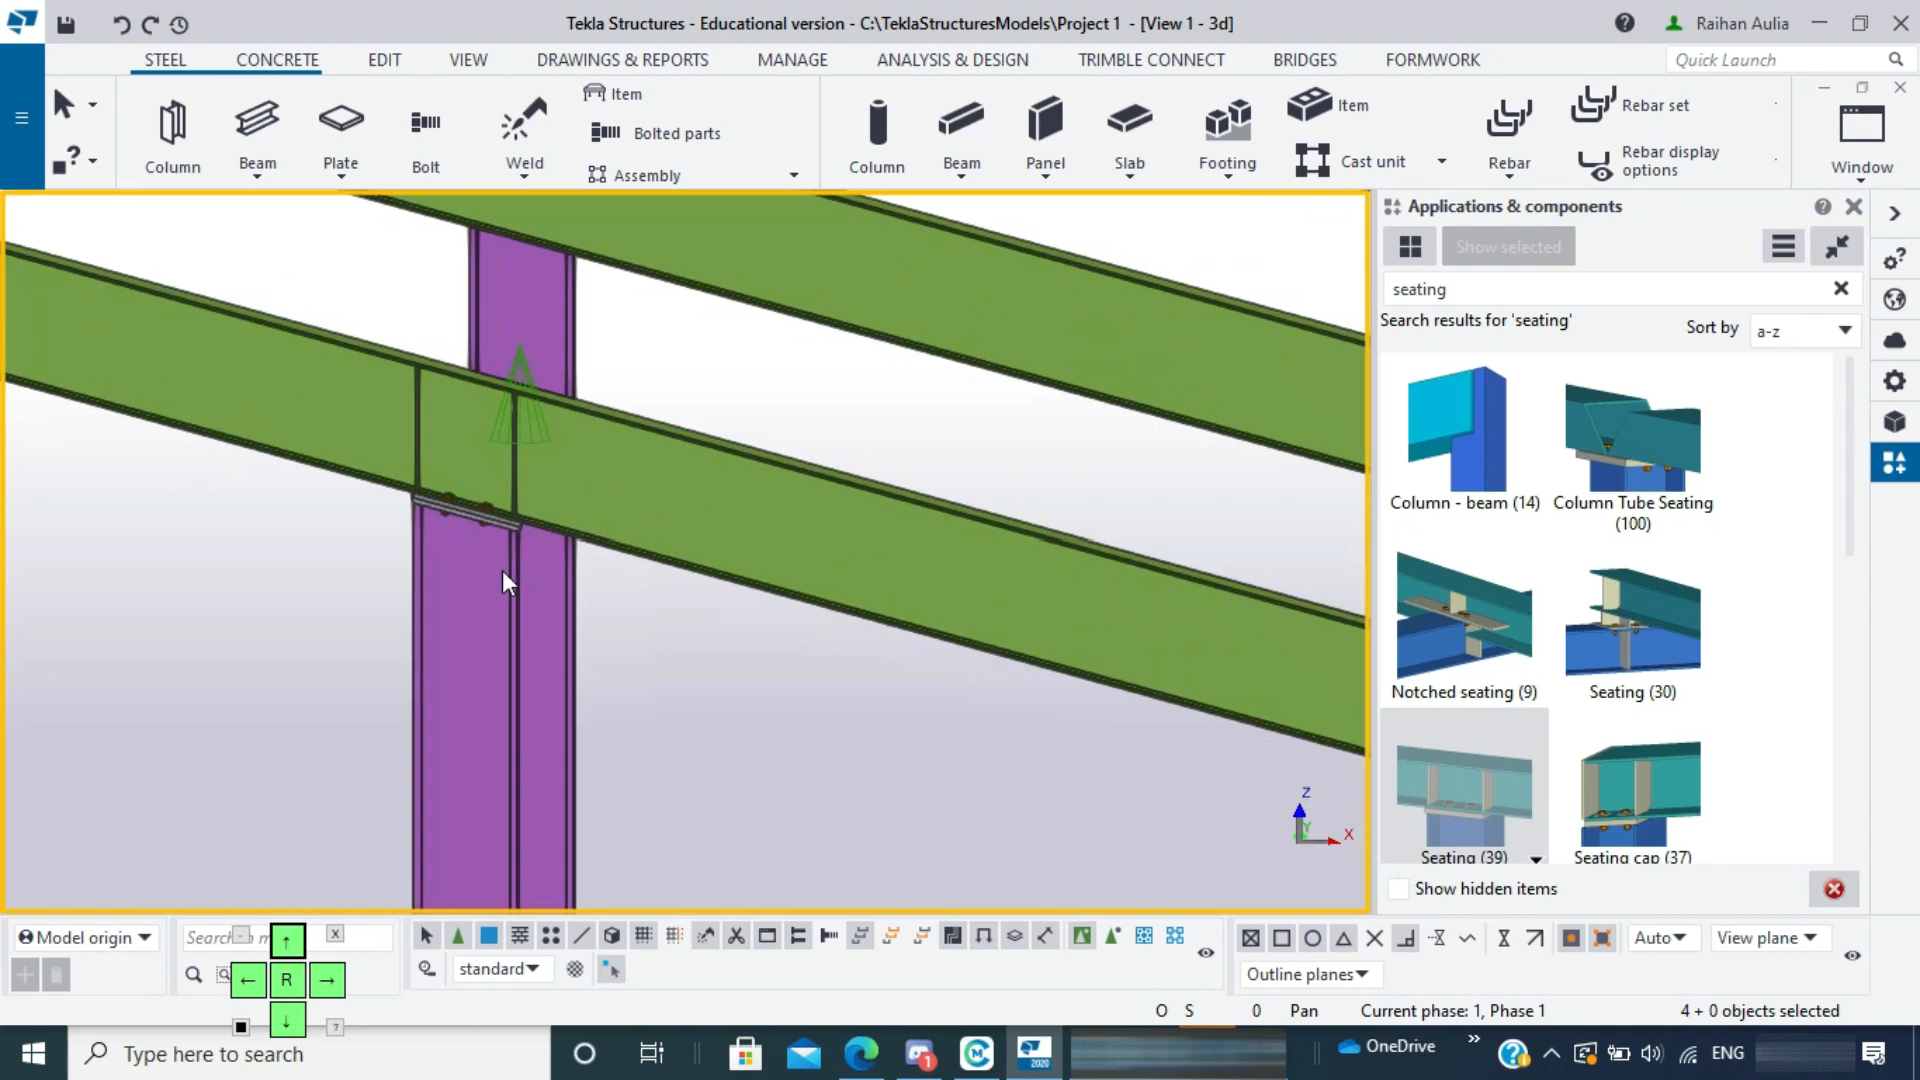 Tekla Structures - Educational version - C:\TeklaStructuresModels\Project 1 - [View 1 - 3d]
Raihan Aulia
STEEL CONCRETE EDIT VIEW DRAWINGS & REPORTS MANAGE ANALYSIS & DESIGN TRIMBLE CONNECT BRIDGES FORMWORK
Quick Launch
Column
Beam
Plate
Bolt
Weld
Item
Bolted parts
Assembly
Column
Beam
Panel
Slab
Footing
Item
Cast unit
Rebar
Rebar set
Rebar display
options
Window
Applications & components
Show selected
seating
Search results for 'seating'
Sort by
a-z
Column - beam (14)
Column Tube Seating
(100)
Notched seating (9)
Seating (30)
Seating (39)
Seating cap (37)
Show hidden items
Z
Y
X
Model origin
X
↑
← R →
↓
?
standard
Auto
View plane
Outline planes
O S 0 Pan Current phase: 1, Phase 1 4 + 0 objects selected
Type here to search
1
2020
OneDrive
ENG